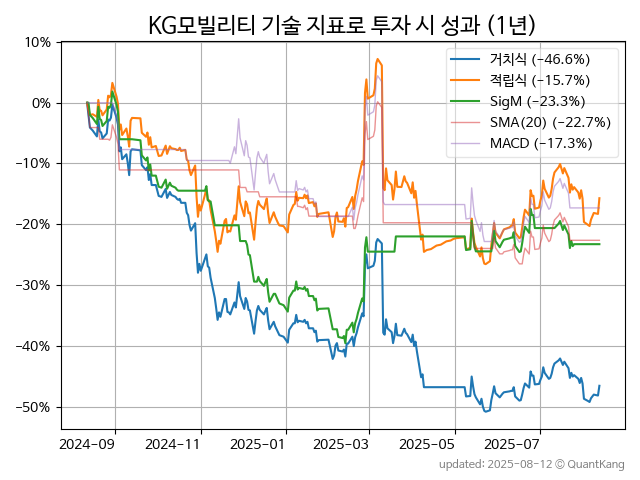 KG모빌리티 기술 지표로 투자 시 성과 (1년)
10%
0%
−10%
−20%
−30%
−40%
−50%
거치식 (−46.6%)
적립식 (−15.7%)
SigM (−23.3%)
SMA(20) (−22.7%)
MACD (−17.3%)
2024−09 2024−11 2025−01 2025−03 2025−05 2025−07
updated: 2025−08−12 © QuantKang